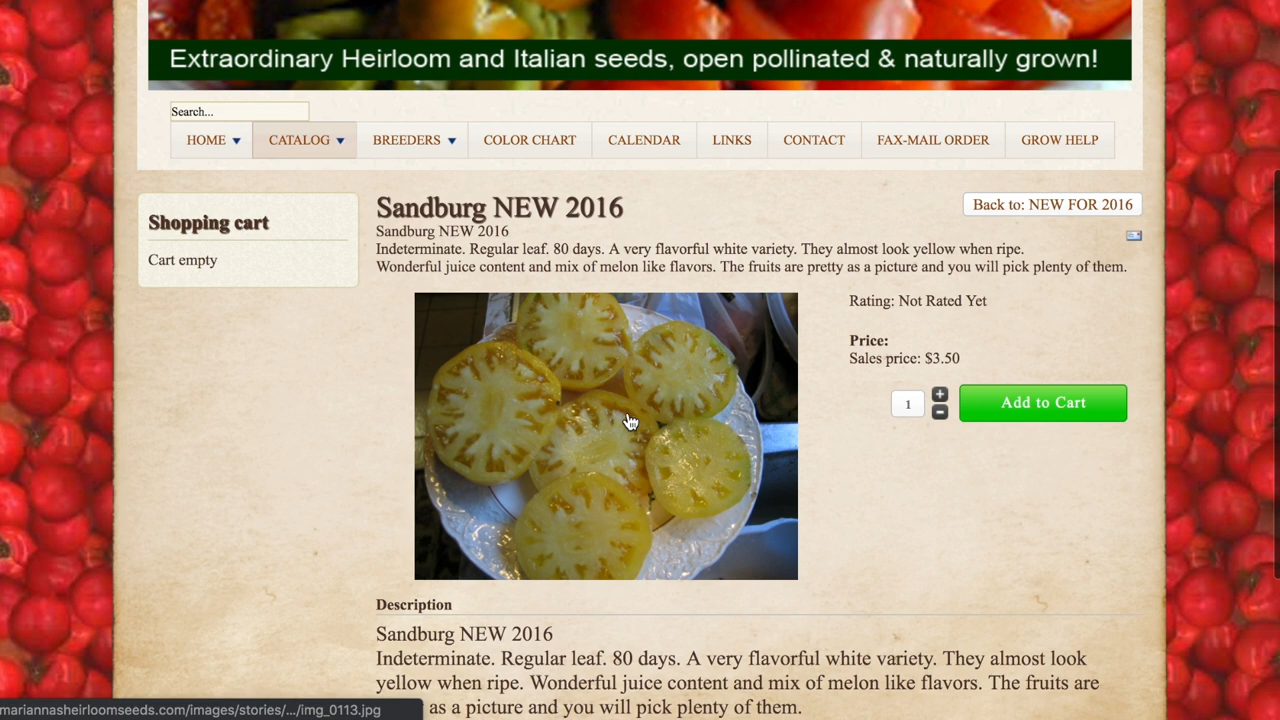 Extraordinary Heirloom and Italian seeds, open pollinated & naturally grown!
Search...
HOME CATALOG BREEDERS COLOR CHART CALENDAR LINKS CONTACT FAX-MAIL ORDER GROW HELP
Shopping cart
Cart empty
Sandburg NEW 2016
Back to: NEW FOR 2016
Sandburg NEW 2016
Indeterminate. Regular leaf. 80 days. A very flavorful white variety. They almost look yellow when ripe.
Wonderful juice content and mix of melon like flavors. The fruits are pretty as a picture and you will pick plenty of them.
Rating: Not Rated Yet
Price:
Sales price: $3.50
1
Add to Cart
Description
Sandburg NEW 2016
Indeterminate. Regular leaf. 80 days. A very flavorful white variety. They almost look
yellow when ripe. Wonderful juice content and mix of melon like flavors. The fruits are
as a picture and you will pick plenty of them.
mariannasheirloomseeds.com/images/stories/.../img_0113.jpg